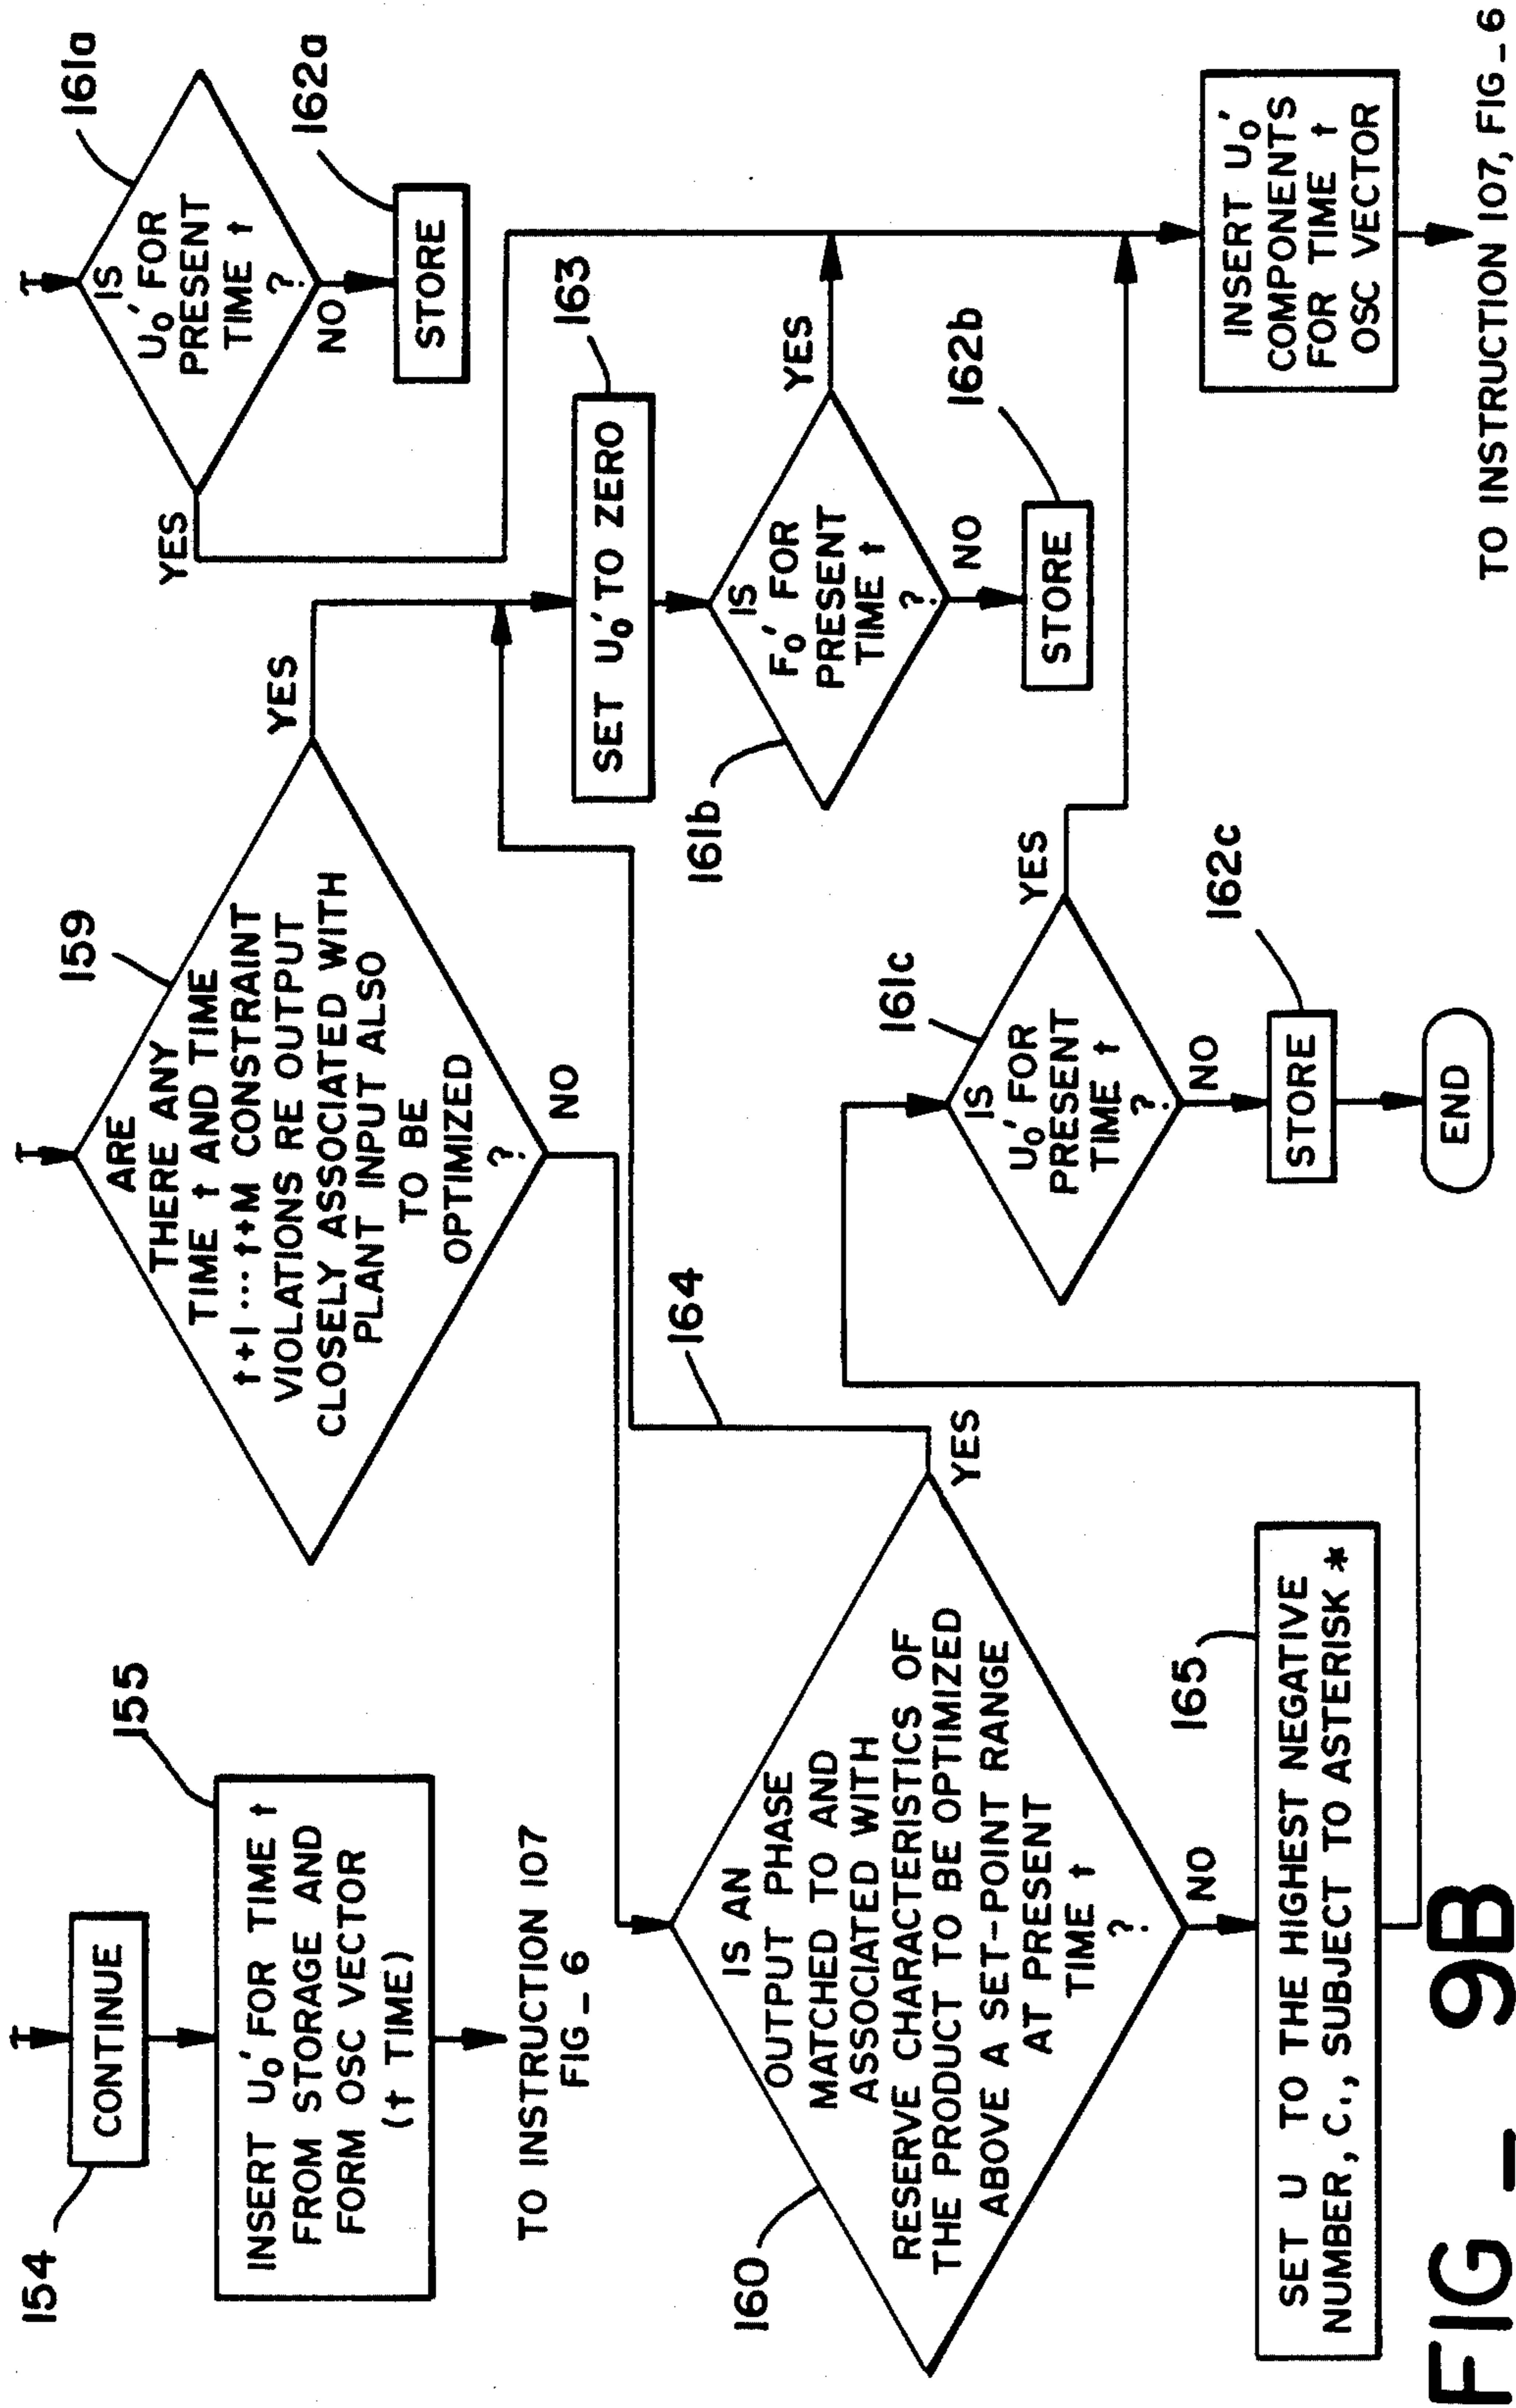 154
CONTINUE
155
INSERT U₀' FOR TIME t
FROM STORAGE AND
FORM OSC VECTOR
(t TIME)
TO INSTRUCTION 107
FIG_6
159
ARE
THERE ANY
TIME t AND TIME
t+1 ... t+M CONSTRAINT
VIOLATIONS RE OUTPUT
CLOSELY ASSOCIATED WITH
PLANT INPUT ALSO
TO BE
OPTIMIZED
?
YES
NO
161a
IS
U₀' FOR
PRESENT
TIME t
?
YES
NO
162a
STORE
160
IS AN
OUTPUT PHASE
MATCHED TO AND
ASSOCIATED WITH
RESERVE CHARACTERISTICS OF
THE PRODUCT TO BE OPTIMIZED
ABOVE A SET-POINT RANGE
AT PRESENT
TIME t
?
YES
NO
164
163
SET U₀' TO ZERO
161b
IS
F₀' FOR
PRESENT
TIME t
?
YES
NO
162b
STORE
165
SET U TO THE HIGHEST NEGATIVE
NUMBER, C., SUBJECT TO ASTERISK *
161c
IS
U₀' FOR
PRESENT
TIME t
?
YES
NO
162c
STORE
END
INSERT U₀'
COMPONENTS
FOR TIME t
OSC VECTOR
TO INSTRUCTION 107, FIG_6
FIG_9B